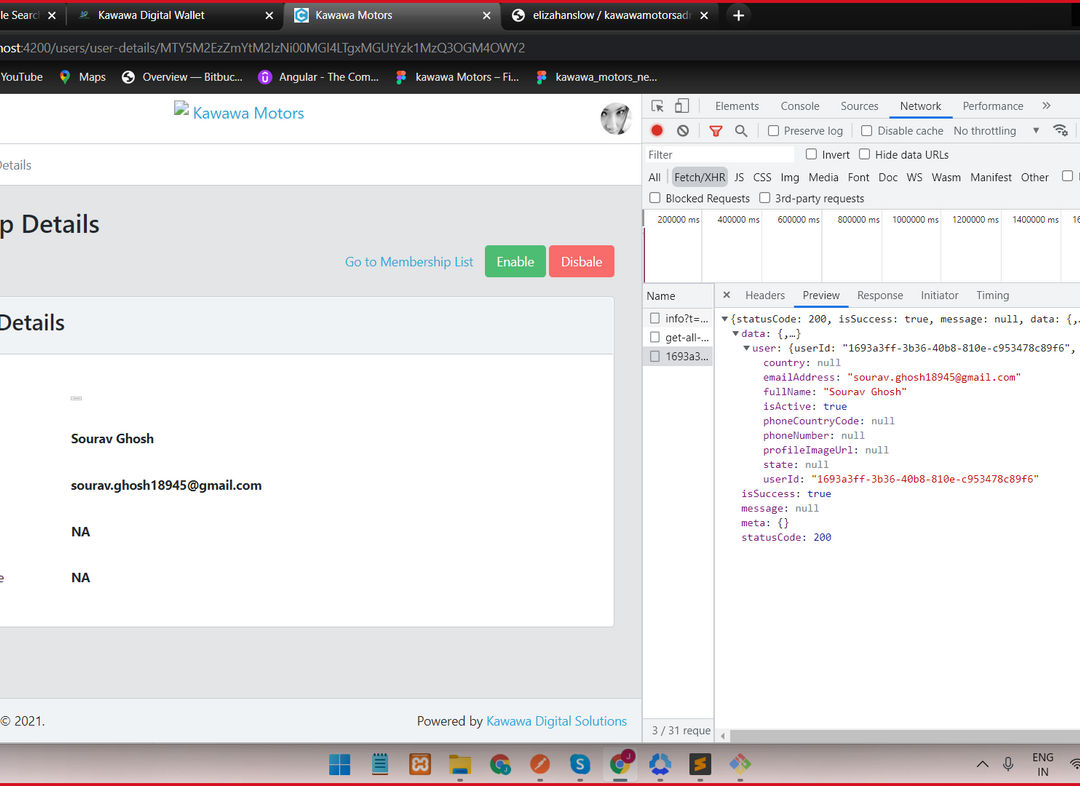 le Searc
Kawawa Digital Wallet
Kawawa Motors
elizahanslow / kawawamotorsadr
host:4200/users/user-details/MTY5M2EzZmYtM2IzNi00MGI4LTgxMGUtYzk1MzQ3OGM4OWY2
YouTube
Maps
Overview — Bitbuc...
Angular - The Com...
kawawa Motors – Fi...
kawawa_motors_ne...
Kawawa Motors
Details
p Details
Go to Membership List
Enable
Disbale
Details
Sourav Ghosh
sourav.ghosh18945@gmail.com
NA
e
NA
© 2021.
Powered by Kawawa Digital Solutions
Elements
Console
Sources
Network
Performance
Preserve log
Disable cache
No throttling
Filter
Invert
Hide data URLs
All
Fetch/XHR
JS
CSS
Img
Media
Font
Doc
WS
Wasm
Manifest
Other
Blocked Requests
3rd-party requests
200000 ms
400000 ms
600000 ms
800000 ms
1000000 ms
1200000 ms
1400000 ms
16
Name
Headers
Preview
Response
Initiator
Timing
info?t=...
get-all-...
1693a3...
3 / 31 reque
{statusCode: 200, isSuccess: true, message: null, data: {,…
data: {,…}
user: {userId: "1693a3ff-3b36-40b8-810e-c953478c89f6",
country: null
emailAddress: "sourav.ghosh18945@gmail.com"
fullName: "Sourav Ghosh"
isActive: true
phoneCountryCode: null
phoneNumber: null
profileImageUrl: null
state: null
userId: "1693a3ff-3b36-40b8-810e-c953478c89f6"
isSuccess: true
message: null
meta: {}
statusCode: 200
J
ENG
IN